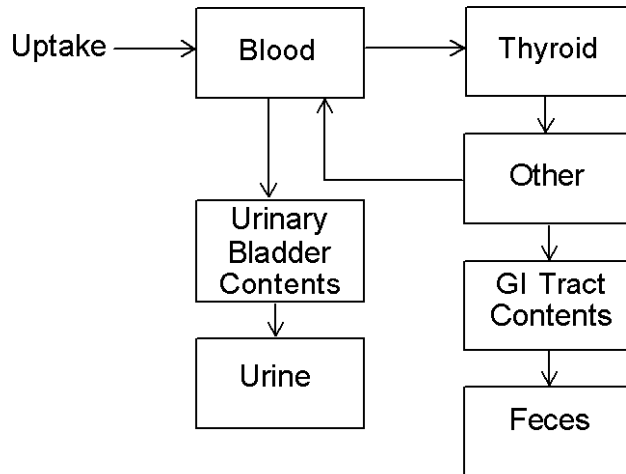 Uptake
Blood
Thyroid
Other
Urinary
Bladder
Contents
GI Tract
Contents
Urine
Feces